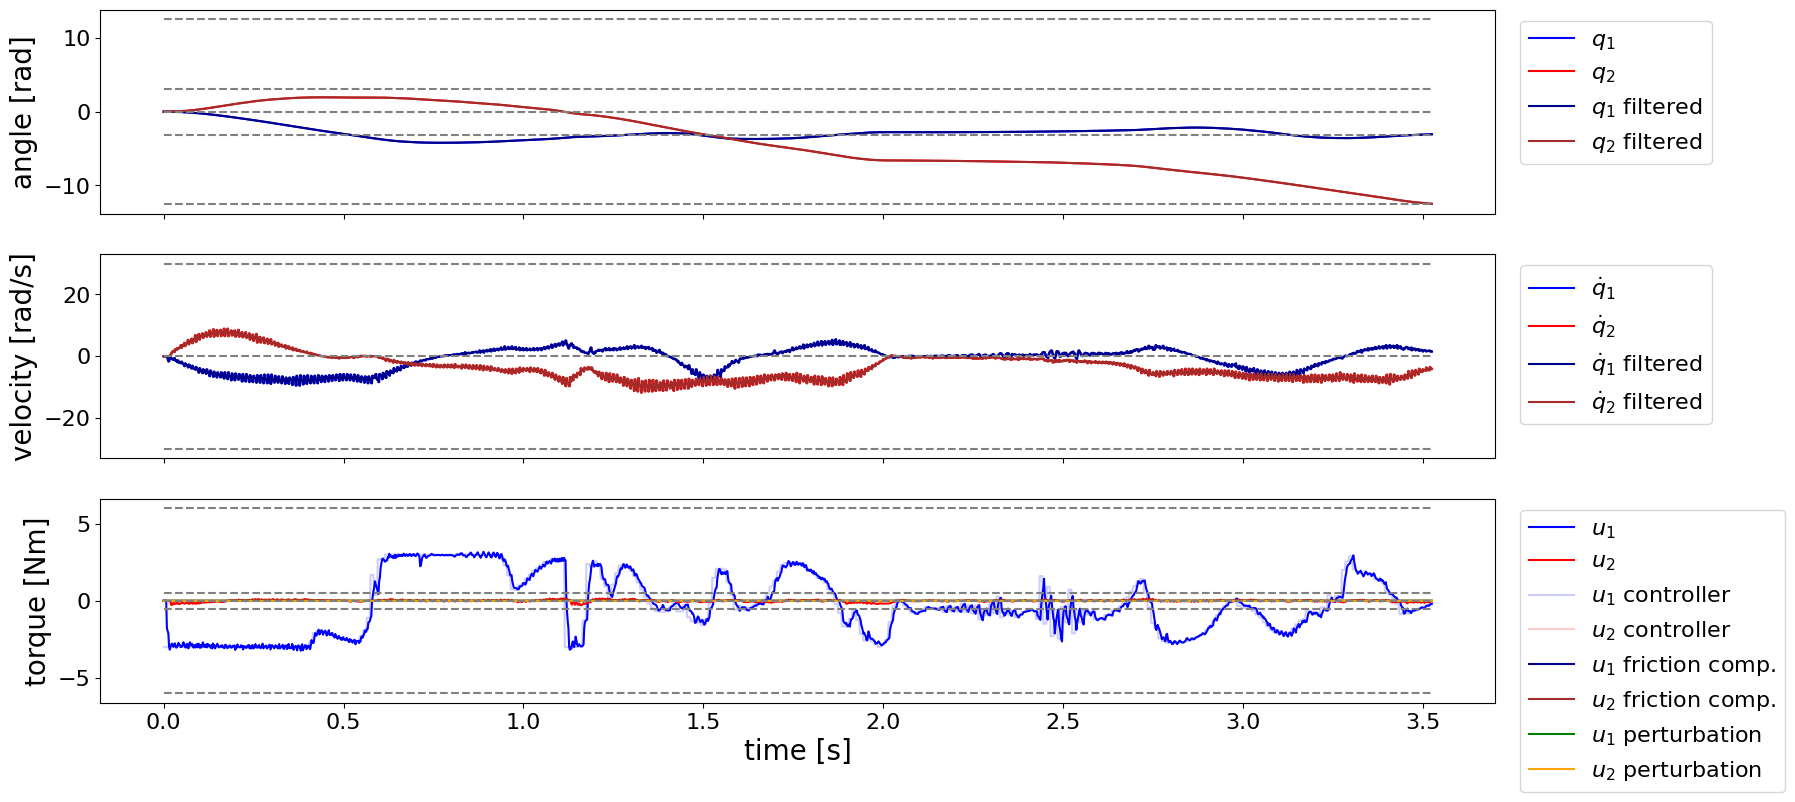 angle [rad]
10
0
−10
q₁
q₂
q₁ filtered
q₂ filtered
velocity [rad/s]
20
0
−20
q̇₁
q̇₂
q̇₁ filtered
q̇₂ filtered
torque [Nm]
5
0
−5
u₁
u₂
u₁ controller
u₂ controller
u₁ friction comp.
u₂ friction comp.
u₁ perturbation
u₂ perturbation
0.0 0.5 1.0 1.5 2.0 2.5 3.0 3.5
time [s]